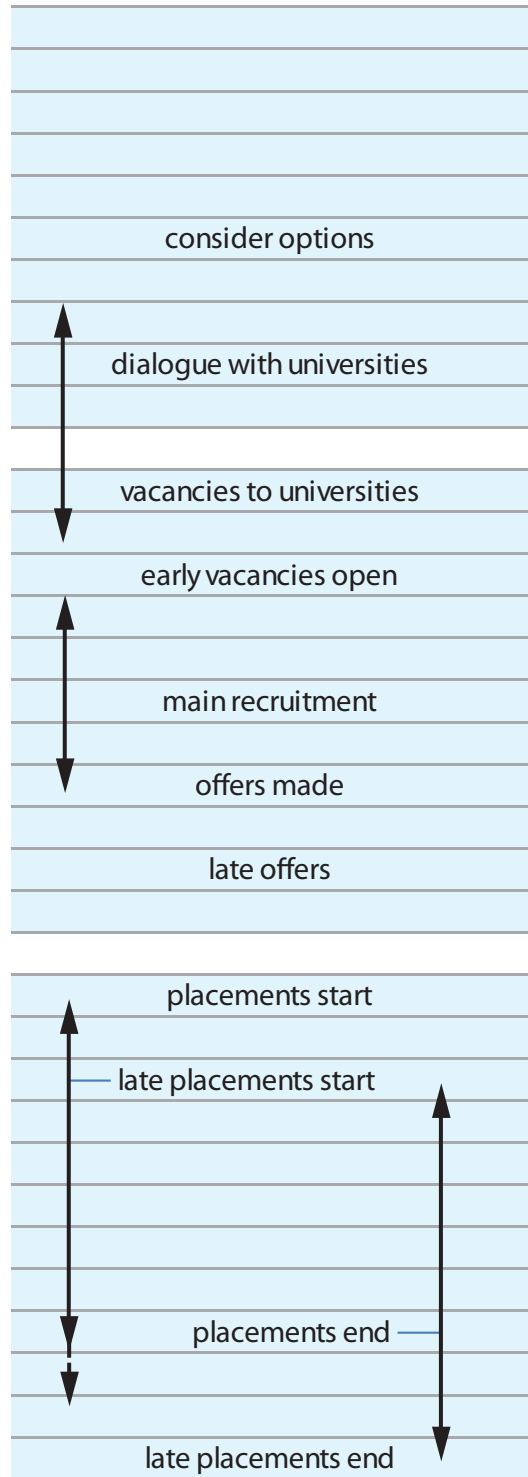 consider options
dialogue with universities
vacancies to universities
early vacancies open
main recruitment
offers made
late offers
placements start
late placements start
placements end
late placements end